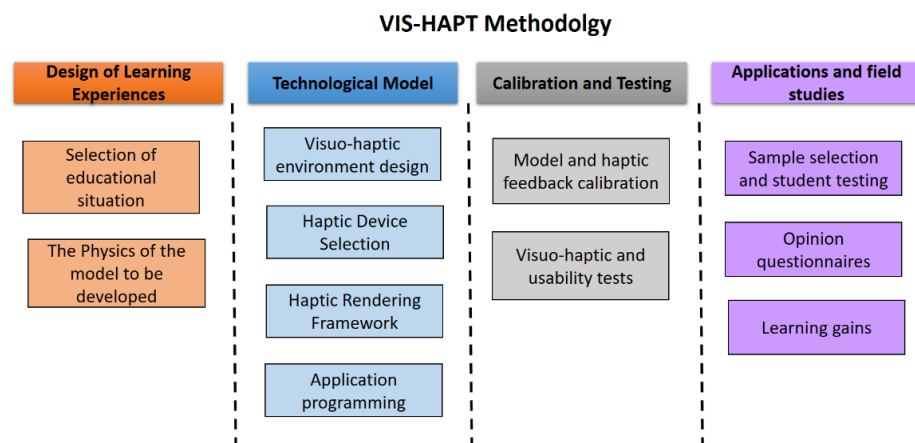 VIS-HAPT Methodolgy
Design of Learning
Experiences
Selection of
educational
situation
The Physics of the
model to be
developed
Technological Model
Visuo-haptic
environment design
Haptic Device
Selection
Haptic Rendering
Framework
Application
programming
Calibration and Testing
Model and haptic
feedback calibration
Visuo-haptic and
usability tests
Applications and field
studies
Sample selection
and student testing
Opinion
questionnaires
Learning gains